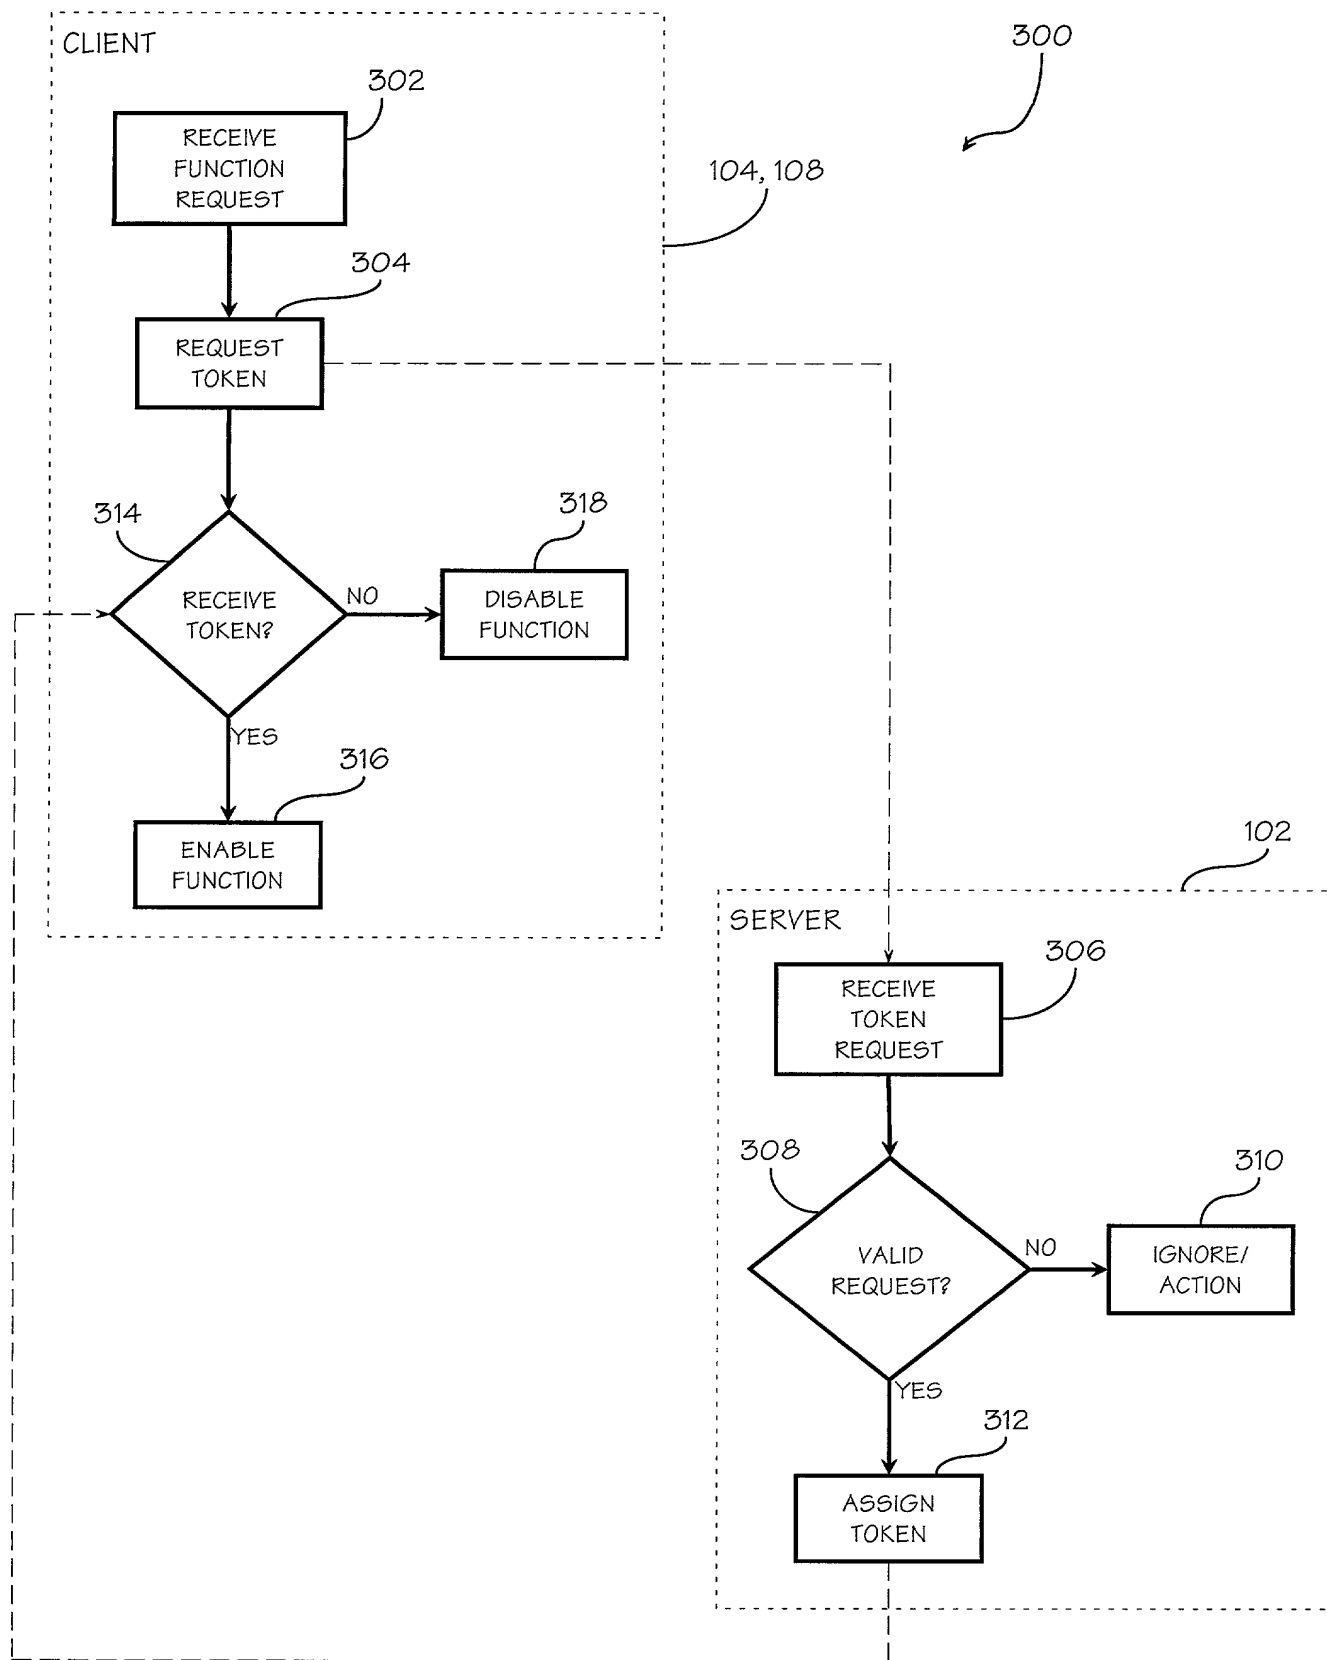 CLIENT
300
302
RECEIVE
FUNCTION
REQUEST
104, 108
304
REQUEST
TOKEN
314
318
RECEIVE
TOKEN?
NO
DISABLE
FUNCTION
YES
316
ENABLE
FUNCTION
102
SERVER
306
RECEIVE
TOKEN
REQUEST
308
310
VALID
REQUEST?
NO
IGNORE/
ACTION
YES
312
ASSIGN
TOKEN